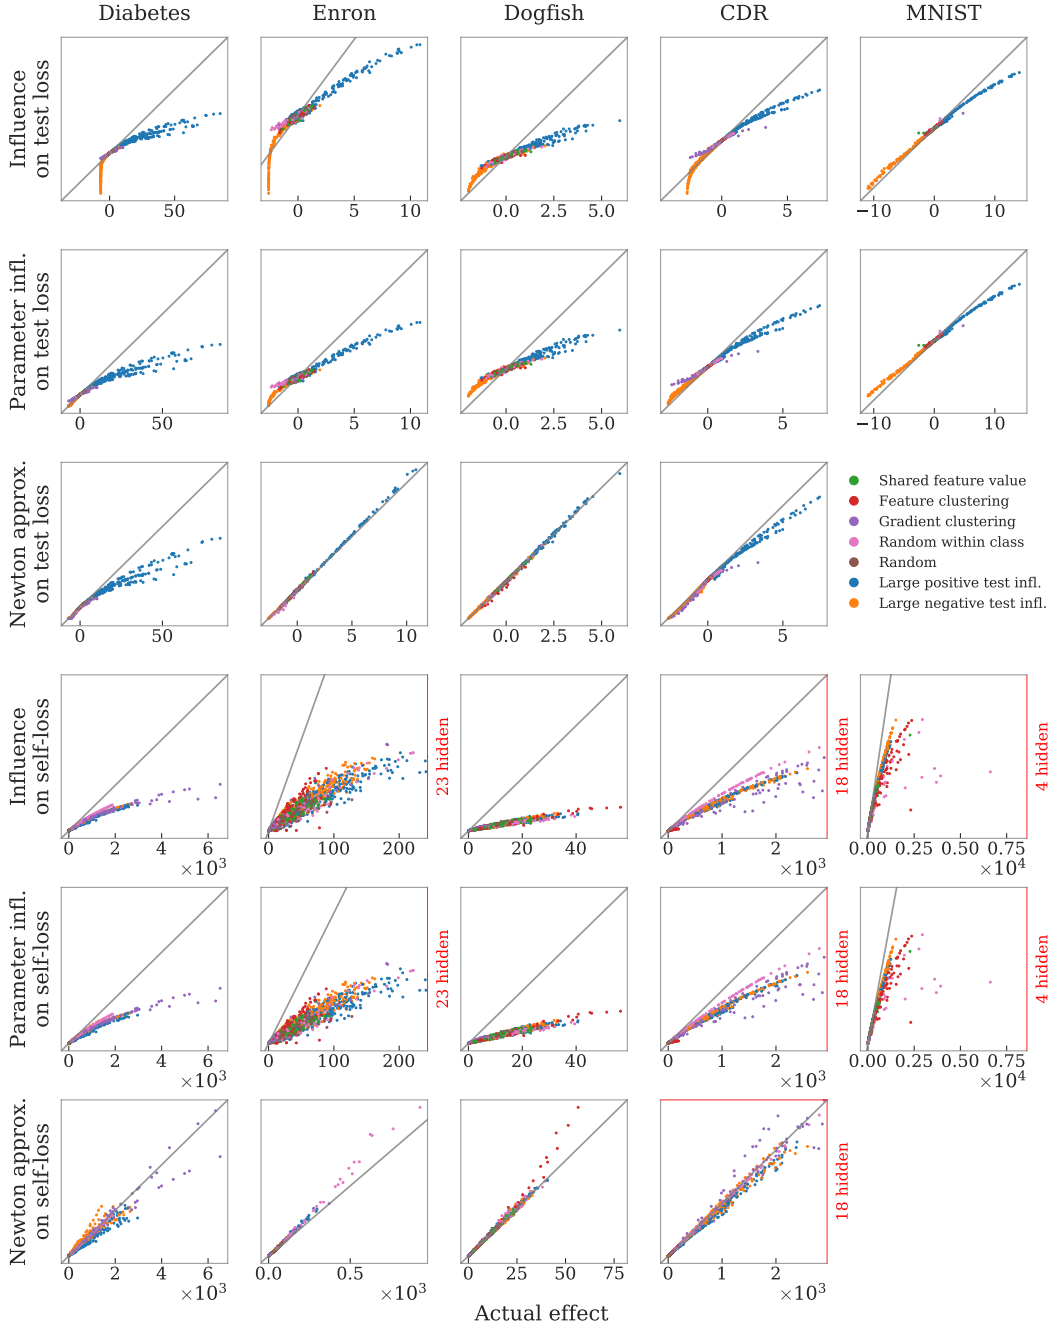 Diabetes Enron Dogfish CDR MNIST
Influence
on test loss
0 50
0 5 10
0.0 2.5 5.0
0 5
−10 0 10
Parameter infl.
on test loss
0 50
0 5 10
0.0 2.5 5.0
0 5
−10 0 10
Newton approx.
on test loss
0 50
0 5 10
0.0 2.5 5.0
0 5
Shared feature value
Feature clustering
Gradient clustering
Random within class
Random
Large positive test infl.
Large negative test infl.
Influence
on self-loss
0 2 4 6
×10³
0 100 200
23 hidden
0 20 40
0 1 2
×10³
18 hidden
0.00 0.25 0.50 0.75
×10⁴
4 hidden
Parameter infl.
on self-loss
0 2 4 6
×10³
0 100 200
23 hidden
0 20 40
0 1 2
×10³
18 hidden
0.00 0.25 0.50 0.75
×10⁴
4 hidden
Newton approx.
on self-loss
0 2 4 6
×10³
0.0 0.5
×10³
0 25 50 75
0 1 2
×10³
18 hidden
Actual effect